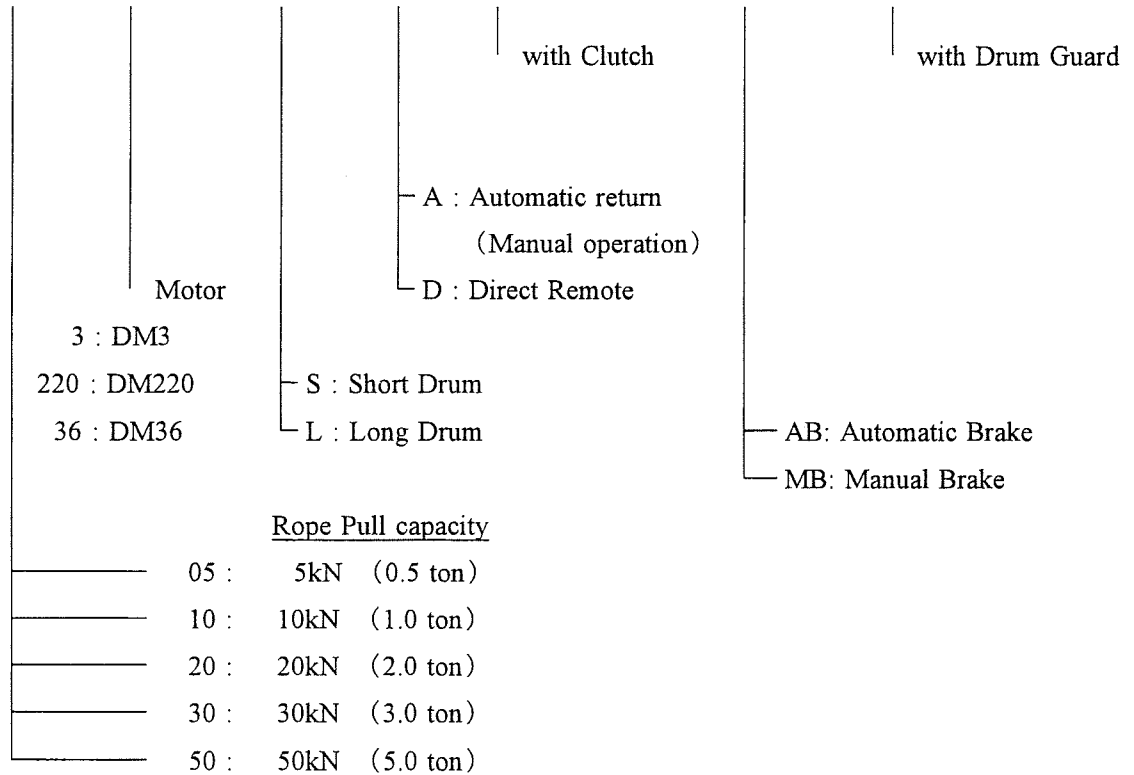 with Clutch with Drum Guard
A : Automatic return
（Manual operation）
Motor D : Direct Remote
3 : DM3
220 : DM220 S : Short Drum
36 : DM36 L : Long Drum AB: Automatic Brake
MB: Manual Brake
Rope Pull capacity
05 : 5kN （0.5 ton）
10 : 10kN （1.0 ton）
20 : 20kN （2.0 ton）
30 : 30kN （3.0 ton）
50 : 50kN （5.0 ton）